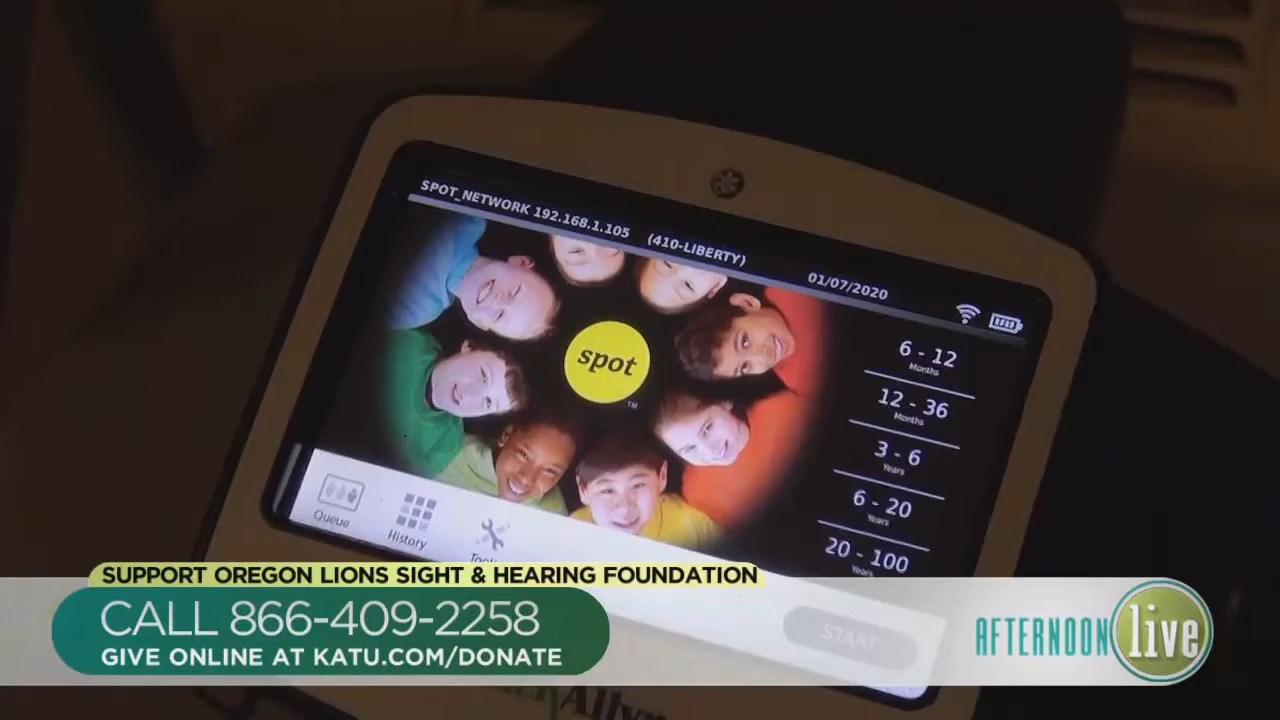 SPOT_NETWORK 192.168.1.105 (410-LIBERTY) 01/07/2020
spot
TM
6 - 12
Months
12 - 36
Months
3 - 6
Years
6 - 20
Years
20 - 100
Years
Queue
History
START
SUPPORT OREGON LIONS SIGHT & HEARING FOUNDATION
CALL 866-409-2258
GIVE ONLINE AT KATU.COM/DONATE
AFTERNOON live